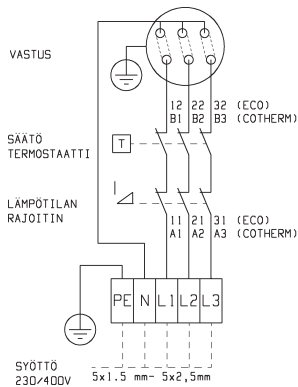 VASTUS
12 22 32 (ECO)
B1 B2 B3 (COTHERM)
SÄÄTÖ
TERMOSTAATTI
T
LÄMPÖTILAN
RAJOITIN
11 21 31 (ECO)
A1 A2 A3 (COTHERM)
PE N L1 L2 L3
SYÖTTÖ
230/400V
5x1.5 mm- 5x2,5mm